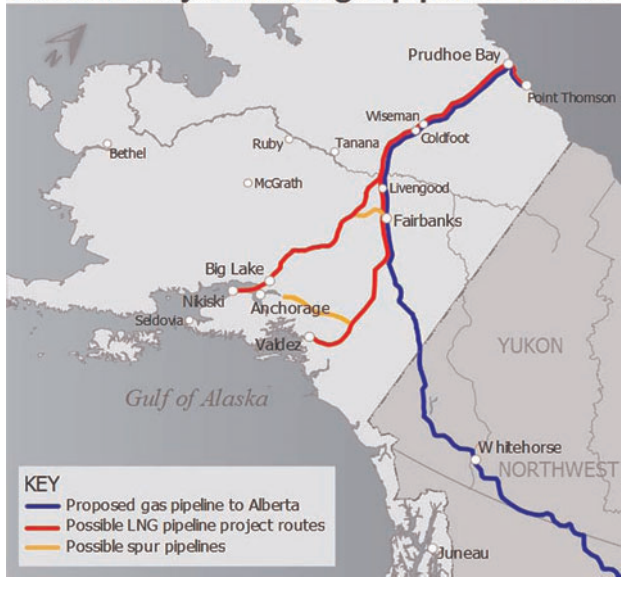 Prudhoe Bay
Point Thomson
Wiseman
Coldfoot
Ruby
Tanana
Bethel
McGrath
Livengood
Fairbanks
Big Lake
Nikiski
Anchorage
Seldovia
Valdez
YUKON
Gulf of Alaska
Whitehorse
NORTHWEST
KEY
Proposed gas pipeline to Alberta
Possible LNG pipeline project routes
Possible spur pipelines
Juneau